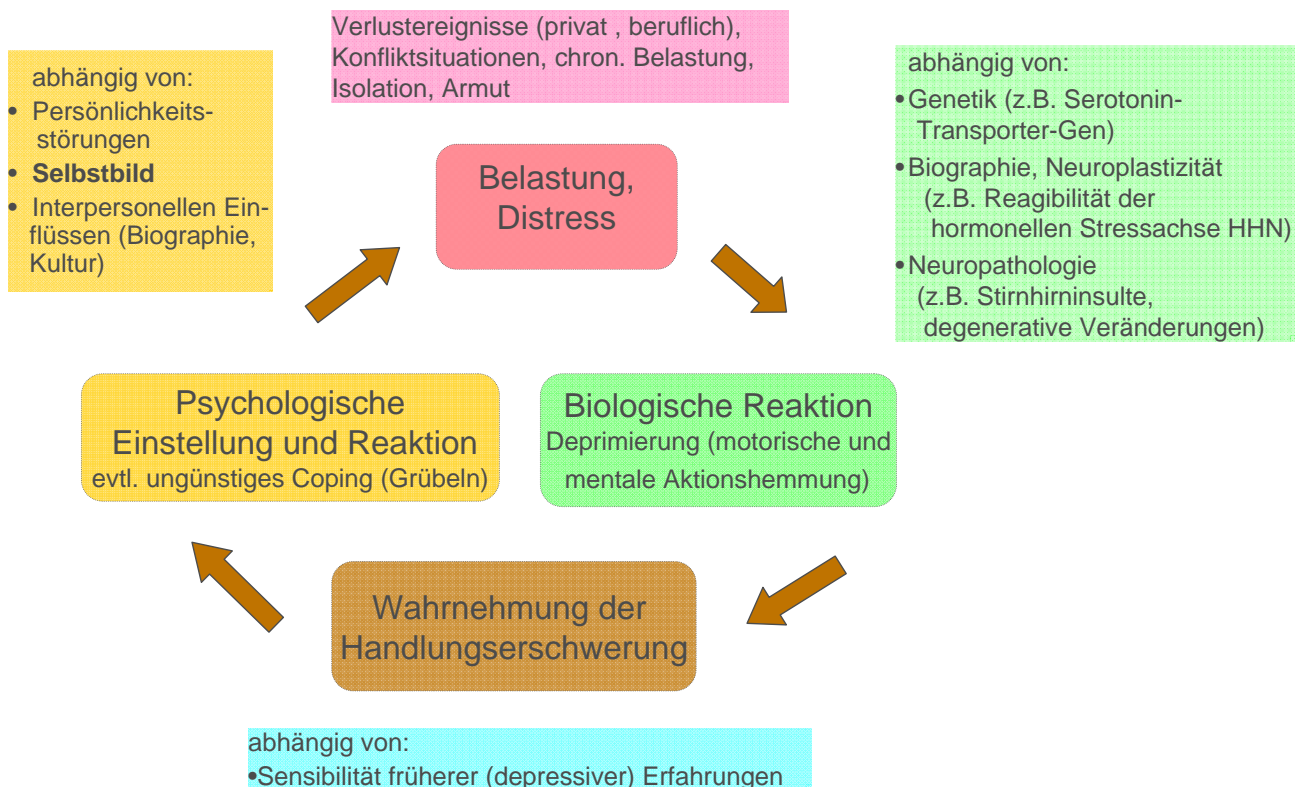 Verlustereignisse (privat , beruflich),
Konfliktsituationen, chron. Belastung,
Isolation, Armut
abhängig von:
• Persönlichkeits-
störungen
• Selbstbild
• Interpersonellen Ein-
flüssen (Biographie,
Kultur)
abhängig von:
•Genetik (z.B. Serotonin-
Transporter-Gen)
•Biographie, Neuroplastizität
(z.B. Reagibilität der
hormonellen Stressachse HHN)
•Neuropathologie
(z.B. Stirnhirninsulte,
degenerative Veränderungen)
Belastung,
Distress
Psychologische
Einstellung und Reaktion
evtl. ungünstiges Coping (Grübeln)
Biologische Reaktion
Deprimierung (motorische und
mentale Aktionshemmung)
Wahrnehmung der
Handlungserschwerung
abhängig von:
•Sensibilität früherer (depressiver) Erfahrungen